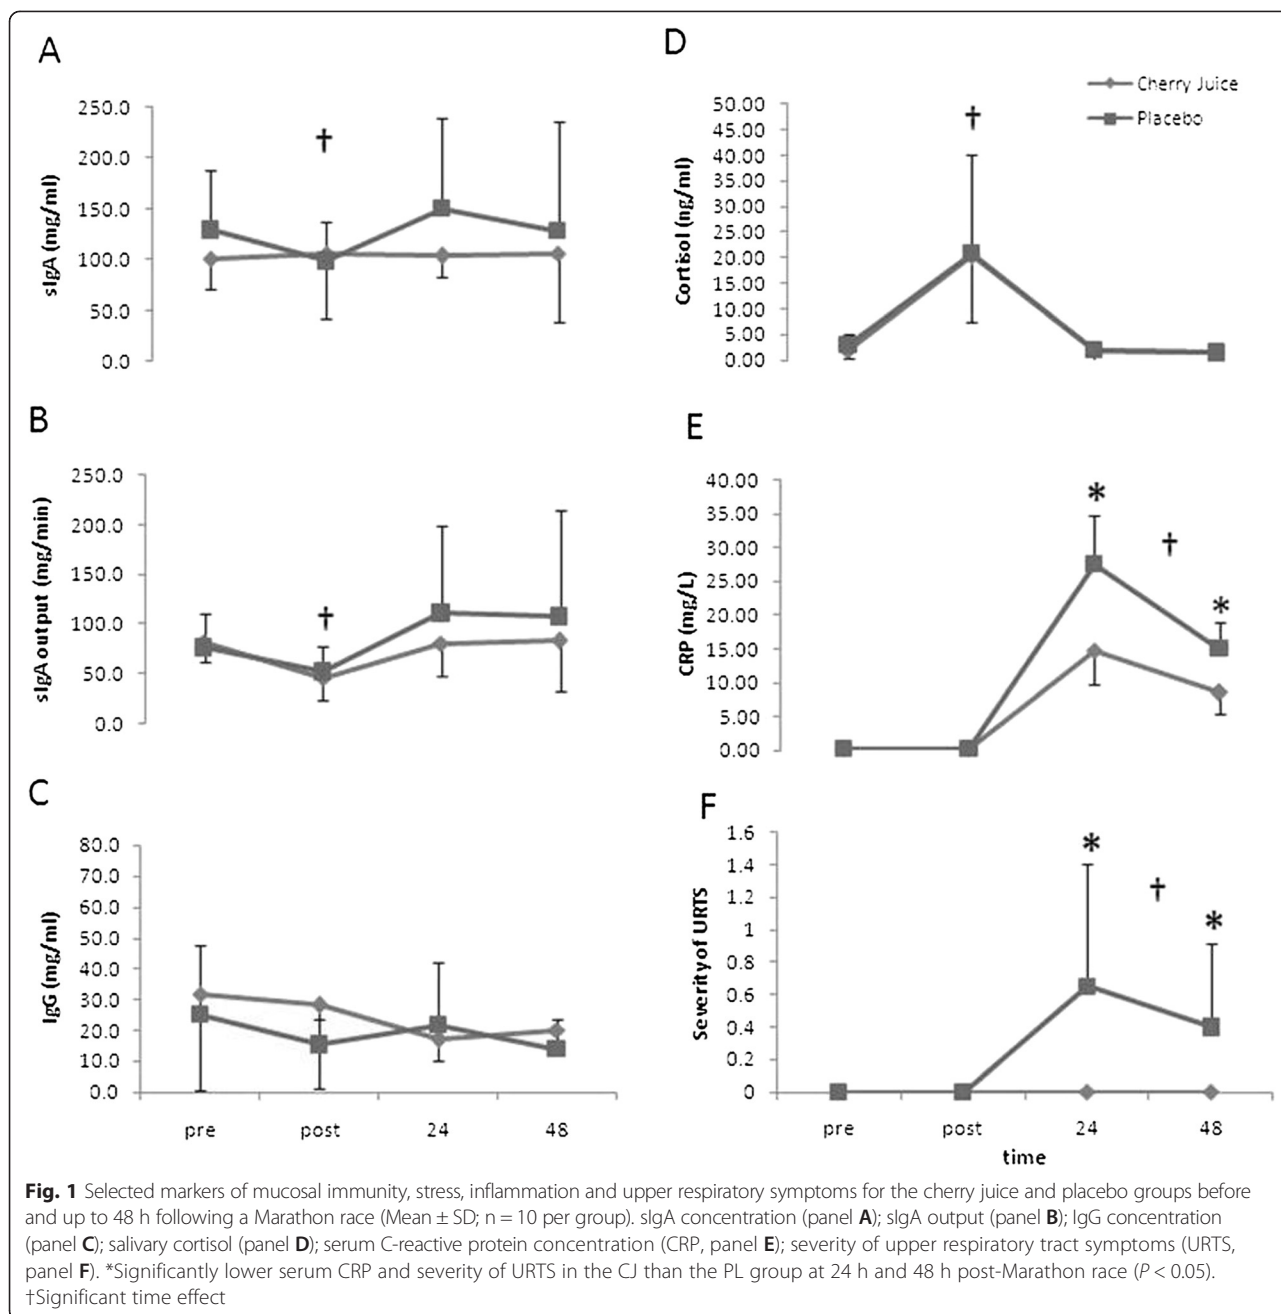 A
250.0
200.0
150.0
100.0
50.0
0.0
sIgA (mg/ml)
†
B
250.0
200.0
150.0
100.0
50.0
0.0
sIgA output (mg/min)
†
C
80.0
70.0
60.0
50.0
40.0
30.0
20.0
10.0
0.0
IgG (mg/ml)
pre post 24 48
D
Cherry Juice
Placebo
50.00
45.00
40.00
35.00
30.00
25.00
20.00
15.00
10.00
5.00
0.00
Cortisol (ng/ml)
†
E
40.00
35.00
30.00
25.00
20.00
15.00
10.00
5.00
0.00
CRP (mg/L)
*
†
*
F
1.6
1.4
1.2
1
0.8
0.6
0.4
0.2
0
Severity of URTS
*
†
*
pre post 24 48
time
Fig. 1 Selected markers of mucosal immunity, stress, inflammation and upper respiratory symptoms for the cherry juice and placebo groups before
and up to 48 h following a Marathon race (Mean ± SD; n = 10 per group). sIgA concentration (panel A); sIgA output (panel B); IgG concentration
(panel C); salivary cortisol (panel D); serum C-reactive protein concentration (CRP, panel E); severity of upper respiratory tract symptoms (URTS,
panel F). *Significantly lower serum CRP and severity of URTS in the CJ than the PL group at 24 h and 48 h post-Marathon race (P < 0.05).
†Significant time effect